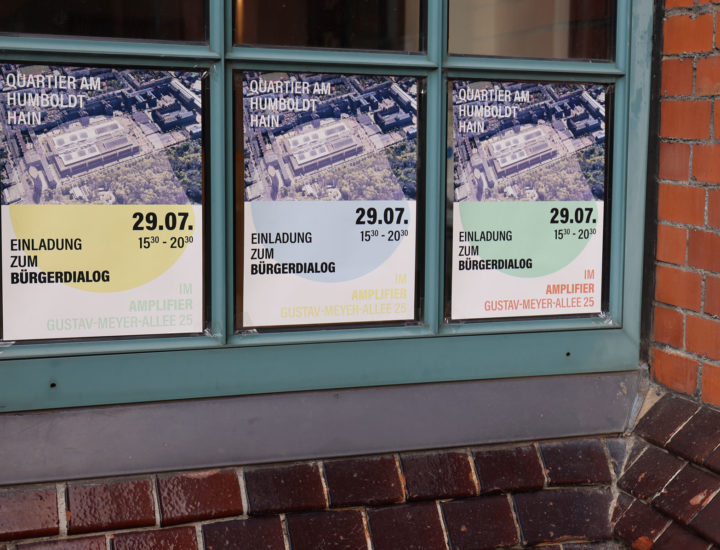 QUARTIER AM
HUMBOLDT
HAIN
29.07.
15³⁰ - 20³⁰
EINLADUNG
ZUM
BÜRGERDIALOG
IM
AMPLIFIER
GUSTAV-MEYER-ALLEE 25
QUARTIER AM
HUMBOLDT
HAIN
29.07.
15³⁰ - 20³⁰
EINLADUNG
ZUM
BÜRGERDIALOG
IM
AMPLIFIER
GUSTAV-MEYER-ALLEE 25
QUARTIER AM
HUMBOLDT
HAIN
29.07.
15³⁰ - 20³⁰
EINLADUNG
ZUM
BÜRGERDIALOG
IM
AMPLIFIER
GUSTAV-MEYER-ALLEE 25